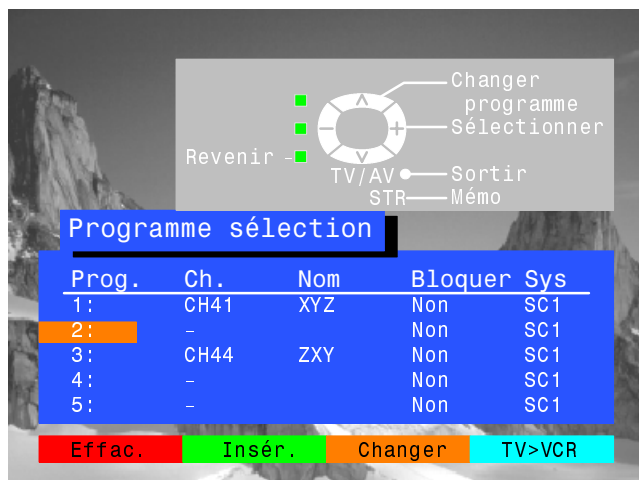 Changer
programme
Sélectionner
Revenir
TV/AV
Sortir
STR
Mémo
Programme sélection
Prog. Ch. Nom Bloquer Sys
1: CH41 XYZ Non SC1
2: – Non SC1
3: CH44 ZXY Non SC1
4: – Non SC1
5: – Non SC1
Effac. Insér. Changer TV>VCR